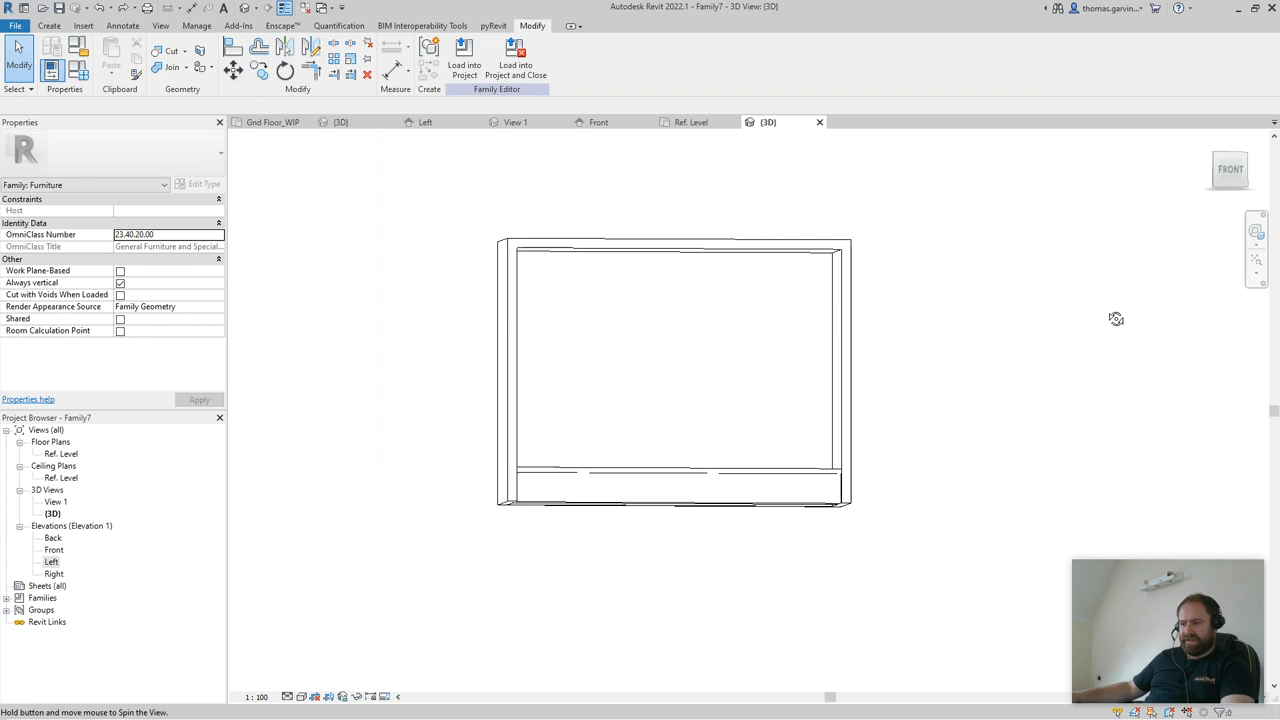 Autodesk Revit 2022.1 - Family7 - 3D View: {3D}
thomas.garvin...
File Create Insert Annotate View Manage Add-Ins Enscape™ Quantification BIM Interoperability Tools pyRevit Modify
Modify
Paste
Cut
Join
Load into Project
Load into Project and Close
Select Properties Clipboard Geometry Modify Measure Create Family Editor
Properties
Gnd Floor_WIP {3D} Left View 1 Front Ref. Level {3D}
Family: Furniture Edit Type
Constraints
Host
Identity Data
OmniClass Number 23.40.20.00
OmniClass Title General Furniture and Special...
Other
Work Plane-Based
Always vertical
Cut with Voids When Loaded
Render Appearance Source Family Geometry
Shared
Room Calculation Point
Properties help Apply
Project Browser - Family7
Views (all)
Floor Plans
Ref. Level
Ceiling Plans
Ref. Level
3D Views
View 1
{3D}
Elevations (Elevation 1)
Back
Front
Left
Right
Sheets (all)
Families
Groups
Revit Links
FRONT
1 : 100
Hold button and move mouse to Spin the View.
:0